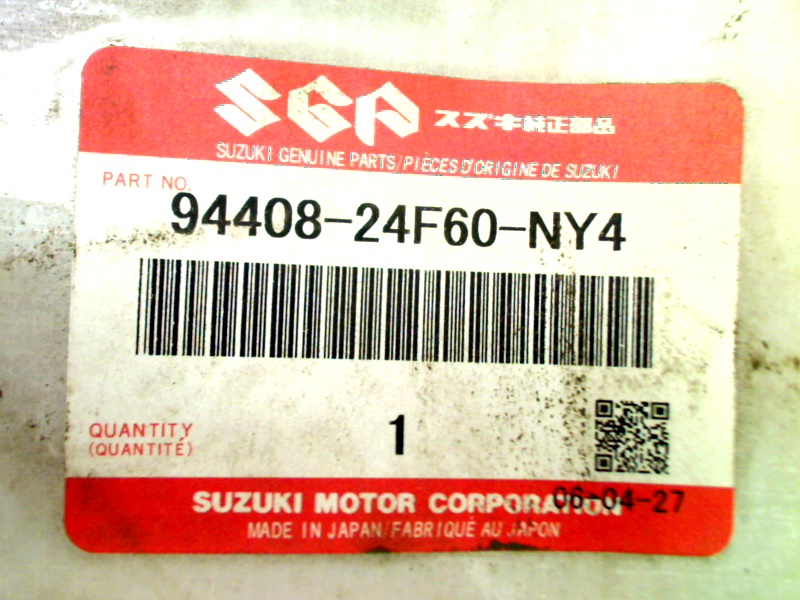 SGP スズキ純正部品
SUZUKI GENUINE PARTS/PIÈCES D'ORIGINE DE SUZUKI
PART NO.
94408-24F60-NY4
QUANTITY 1
(QUANTITÉ)
SUZUKI MOTOR CORPORATION 06-04-27
MADE IN JAPAN/FABRIQUÉ AU JAPON